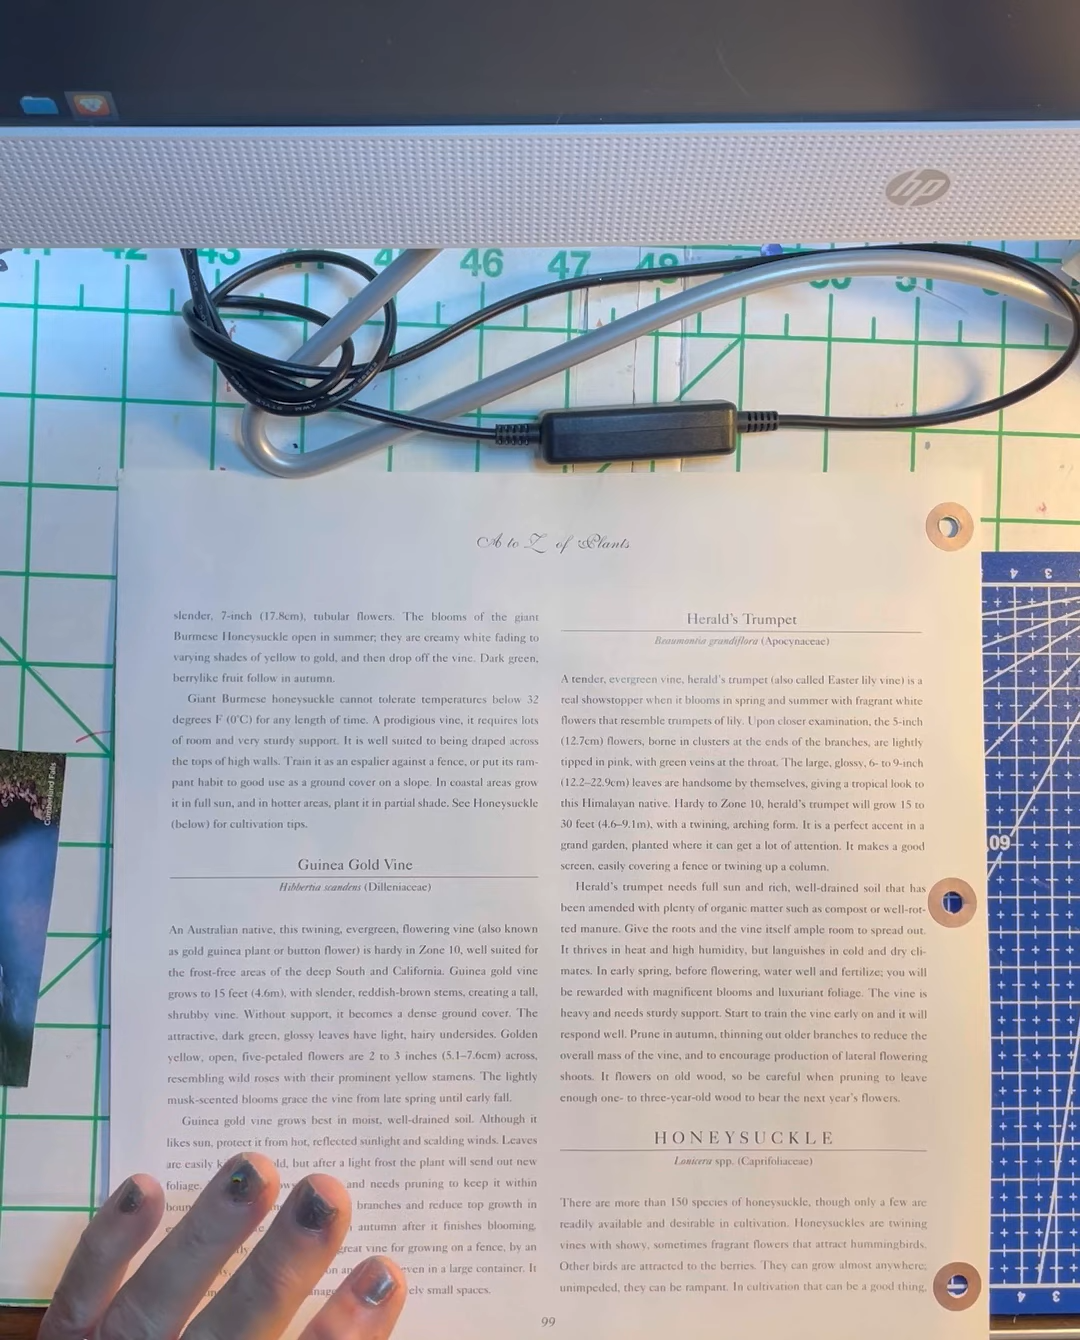 hp
42 43 46 47 48 50 51
A to Z of Plants
slender, 7-inch (17.8cm), tubular flowers. The blooms of the giant
Burmese Honeysuckle open in summer; they are creamy white fading to
varying shades of yellow to gold, and then drop off the vine. Dark green,
berrylike fruit follow in autumn.
Giant Burmese honeysuckle cannot tolerate temperatures below 32
degrees F (0°C) for any length of time. A prodigious vine, it requires lots
of room and very sturdy support. It is well suited to being draped across
the tops of high walls. Train it as an espalier against a fence, or put its ram-
pant habit to good use as a ground cover on a slope. In coastal areas grow
it in full sun, and in hotter areas, plant it in partial shade. See Honeysuckle
(below) for cultivation tips.
Guinea Gold Vine
Hibbertia scandens (Dilleniaceae)
An Australian native, this twining, evergreen, flowering vine (also known
as gold guinea plant or button flower) is hardy in Zone 10, well suited for
the frost-free areas of the deep South and California. Guinea gold vine
grows to 15 feet (4.6m), with slender, reddish-brown stems, creating a tall,
shrubby vine. Without support, it becomes a dense ground cover. The
attractive, dark green, glossy leaves have light, hairy undersides. Golden
yellow, open, five-petaled flowers are 2 to 3 inches (5.1–7.6cm) across,
resembling wild roses with their prominent yellow stamens. The lightly
musk-scented blooms grace the vine from late spring until early fall.
Guinea gold vine grows best in moist, well-drained soil. Although it
likes sun, protect it from hot, reflected sunlight and scalding winds. Leaves
are easily ld, but after a light frost the plant will send out new
foliage. and needs pruning to keep it within
boun branches and reduce top growth in
autumn after it finishes blooming.
great vine for growing on a fence, by an
even in a large container. It
ely small spaces.
Herald's Trumpet
Beaumontia grandiflora (Apocynaceae)
A tender, evergreen vine, herald's trumpet (also called Easter lily vine) is a
real showstopper when it blooms in spring and summer with fragrant white
flowers that resemble trumpets of lily. Upon closer examination, the 5-inch
(12.7cm) flowers, borne in clusters at the ends of the branches, are lightly
tipped in pink, with green veins at the throat. The large, glossy, 6- to 9-inch
(12.2–22.9cm) leaves are handsome by themselves, giving a tropical look to
this Himalayan native. Hardy to Zone 10, herald's trumpet will grow 15 to
30 feet (4.6–9.1m), with a twining, arching form. It is a perfect accent in a
grand garden, planted where it can get a lot of attention. It makes a good
screen, easily covering a fence or twining up a column.
Herald's trumpet needs full sun and rich, well-drained soil that has
been amended with plenty of organic matter such as compost or well-rot-
ted manure. Give the roots and the vine itself ample room to spread out.
It thrives in heat and high humidity, but languishes in cold and dry cli-
mates. In early spring, before flowering, water well and fertilize; you will
be rewarded with magnificent blooms and luxuriant foliage. The vine is
heavy and needs sturdy support. Start to train the vine early on and it will
respond well. Prune in autumn, thinning out older branches to reduce the
overall mass of the vine, and to encourage production of lateral flowering
shoots. It flowers on old wood, so be careful when pruning to leave
enough one- to three-year-old wood to bear the next year's flowers.
HONEYSUCKLE
Lonicera spp. (Caprifoliaceae)
There are more than 150 species of honeysuckle, though only a few are
readily available and desirable in cultivation. Honeysuckles are twining
vines with showy, sometimes fragrant flowers that attract hummingbirds.
Other birds are attracted to the berries. They can grow almost anywhere;
unimpeded, they can be rampant. In cultivation that can be a good thing,
99
Cumberland Falls
4 3
60
4 3